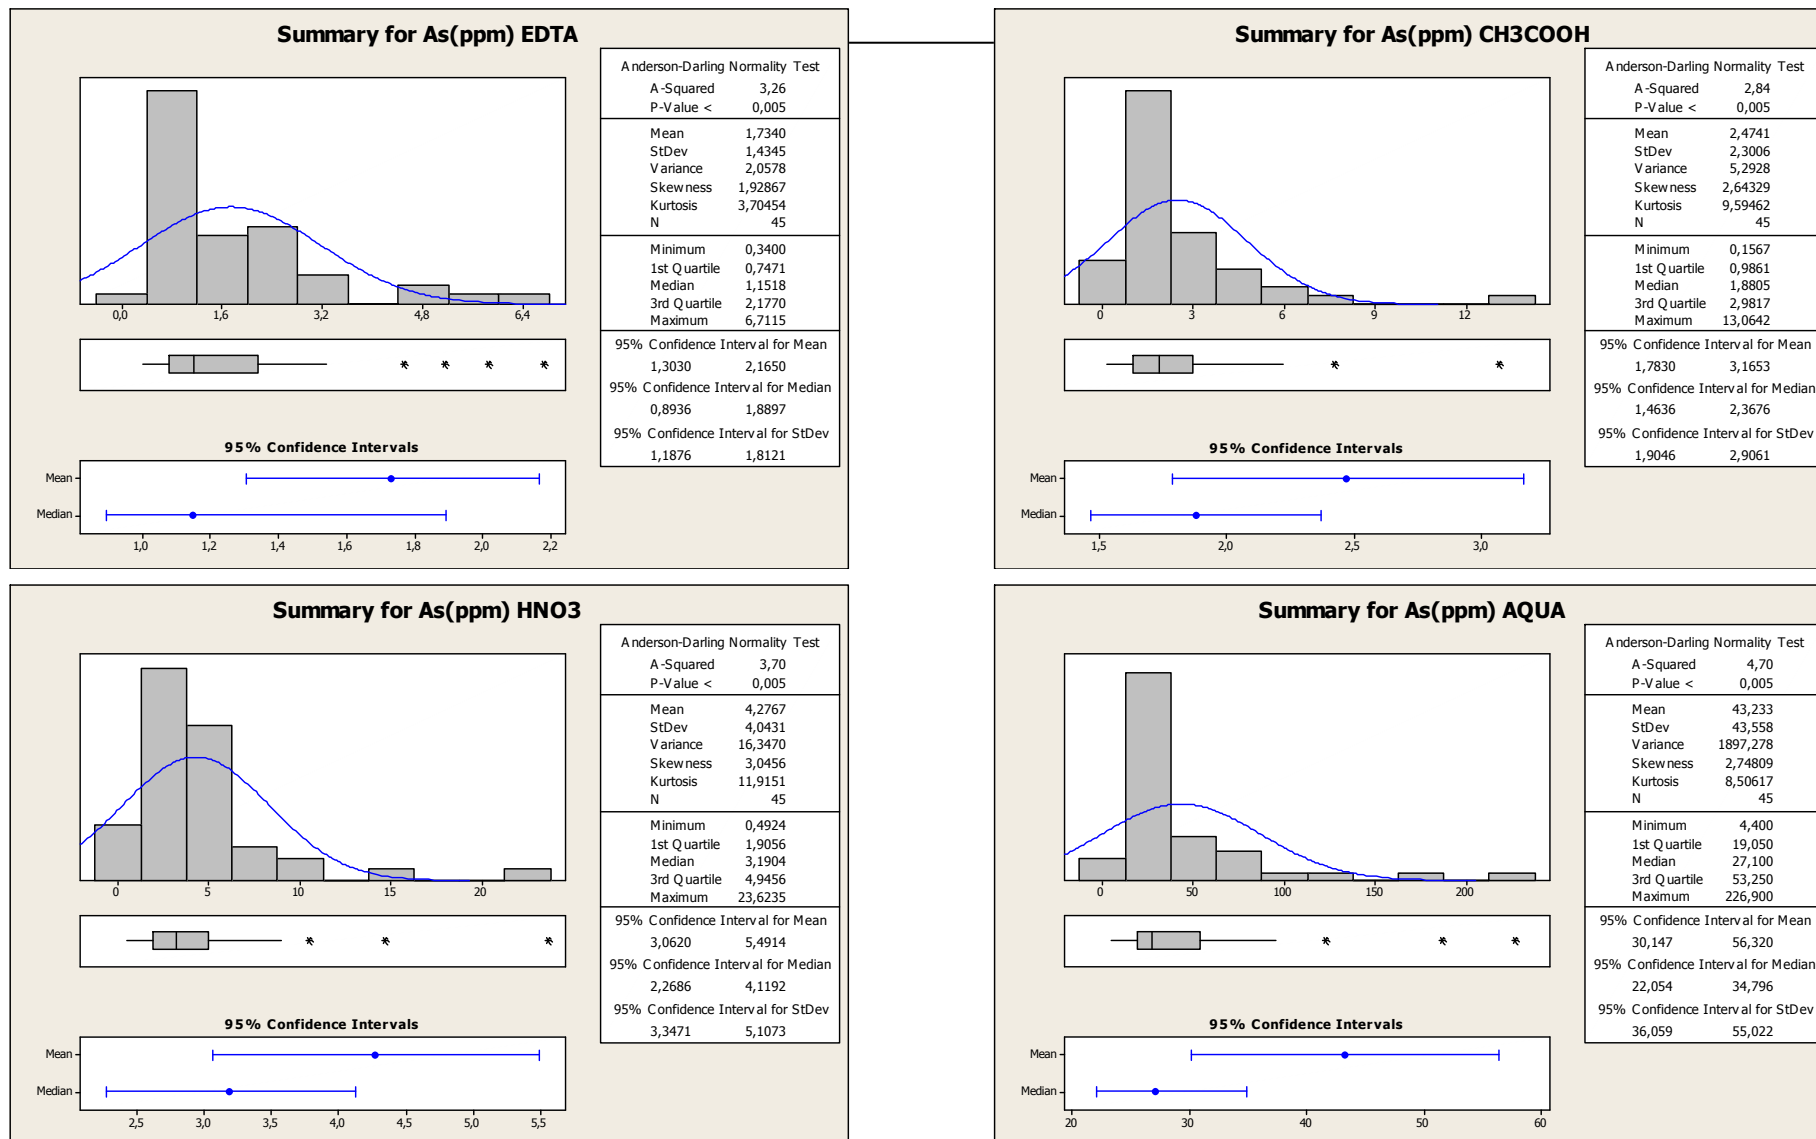 Summary for As(ppm) EDTA
Anderson-Darling Normality Test
A-Squared 3,26
P-Value < 0,005
Mean 1,7340
StDev 1,4345
Variance 2,0578
Skewness 1,92867
Kurtosis 3,70454
N 45
Minimum 0,3400
1st Quartile 0,7471
Median 1,1518
3rd Quartile 2,1770
Maximum 6,7115
95% Confidence Interval for Mean
1,3030 2,1650
95% Confidence Interval for Median
0,8936 1,8897
95% Confidence Interval for StDev
1,1876 1,8121
0,0 1,6 3,2 4,8 6,4
95% Confidence Intervals
Mean
Median
1,0 1,2 1,4 1,6 1,8 2,0 2,2
Summary for As(ppm) CH3COOH
Anderson-Darling Normality Test
A-Squared 2,84
P-Value < 0,005
Mean 2,4741
StDev 2,3006
Variance 5,2928
Skewness 2,64329
Kurtosis 9,59462
N 45
Minimum 0,1567
1st Quartile 0,9861
Median 1,8805
3rd Quartile 2,9817
Maximum 13,0642
95% Confidence Interval for Mean
1,7830 3,1653
95% Confidence Interval for Median
1,4636 2,3676
95% Confidence Interval for StDev
1,9046 2,9061
0 3 6 9 12
95% Confidence Intervals
Mean
Median
1,5 2,0 2,5 3,0
Summary for As(ppm) HNO3
Anderson-Darling Normality Test
A-Squared 3,70
P-Value < 0,005
Mean 4,2767
StDev 4,0431
Variance 16,3470
Skewness 3,0456
Kurtosis 11,9151
N 45
Minimum 0,4924
1st Quartile 1,9056
Median 3,1904
3rd Quartile 4,9456
Maximum 23,6235
95% Confidence Interval for Mean
3,0620 5,4914
95% Confidence Interval for Median
2,2686 4,1192
95% Confidence Interval for StDev
3,3471 5,1073
0 5 10 15 20
95% Confidence Intervals
Mean
Median
2,5 3,0 3,5 4,0 4,5 5,0 5,5
Summary for As(ppm) AQUA
Anderson-Darling Normality Test
A-Squared 4,70
P-Value < 0,005
Mean 43,233
StDev 43,558
Variance 1897,278
Skewness 2,74809
Kurtosis 8,50617
N 45
Minimum 4,400
1st Quartile 19,050
Median 27,100
3rd Quartile 53,250
Maximum 226,900
95% Confidence Interval for Mean
30,147 56,320
95% Confidence Interval for Median
22,054 34,796
95% Confidence Interval for StDev
36,059 55,022
0 50 100 150 200
95% Confidence Intervals
Mean
Median
20 30 40 50 60